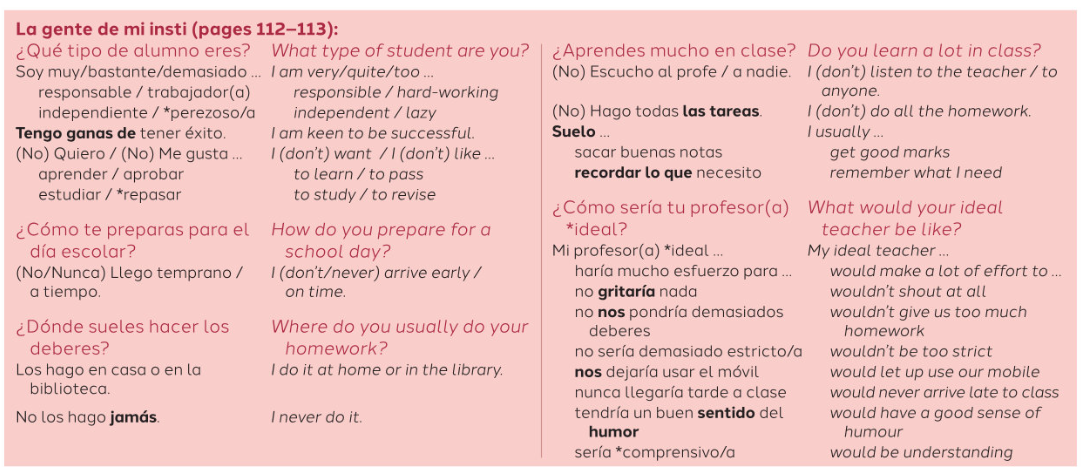 La gente de mi insti (pages 112–113):
¿Qué tipo de alumno eres? What type of student are you?
Soy muy/bastante/demasiado ... I am very/quite/too ...
responsable / trabajador(a) responsible / hard-working
independiente / *perezoso/a independent / lazy
Tengo ganas de tener éxito. I am keen to be successful.
(No) Quiero / (No) Me gusta ... I (don't) want / I (don't) like ...
aprender / aprobar to learn / to pass
estudiar / *repasar to study / to revise
¿Cómo te preparas para el How do you prepare for a
día escolar? school day?
(No/Nunca) Llego temprano / I (don't/never) arrive early /
a tiempo. on time.
¿Dónde sueles hacer los Where do you usually do your
deberes? homework?
Los hago en casa o en la I do it at home or in the library.
biblioteca.
No los hago jamás. I never do it.
¿Aprendes mucho en clase? Do you learn a lot in class?
(No) Escucho al profe / a nadie. I (don't) listen to the teacher / to
anyone.
(No) Hago todas las tareas. I (don't) do all the homework.
Suelo ... I usually ...
sacar buenas notas get good marks
recordar lo que necesito remember what I need
¿Cómo sería tu profesor(a) What would your ideal
*ideal? teacher be like?
Mi profesor(a) *ideal ... My ideal teacher ...
haría mucho esfuerzo para ... would make a lot of effort to ...
no gritaría nada wouldn't shout at all
no nos pondría demasiados wouldn't give us too much
deberes homework
no sería demasiado estricto/a wouldn't be too strict
nos dejaría usar el móvil would let up use our mobile
nunca llegaría tarde a clase would never arrive late to class
tendría un buen sentido del would have a good sense of
humor humour
sería *comprensivo/a would be understanding